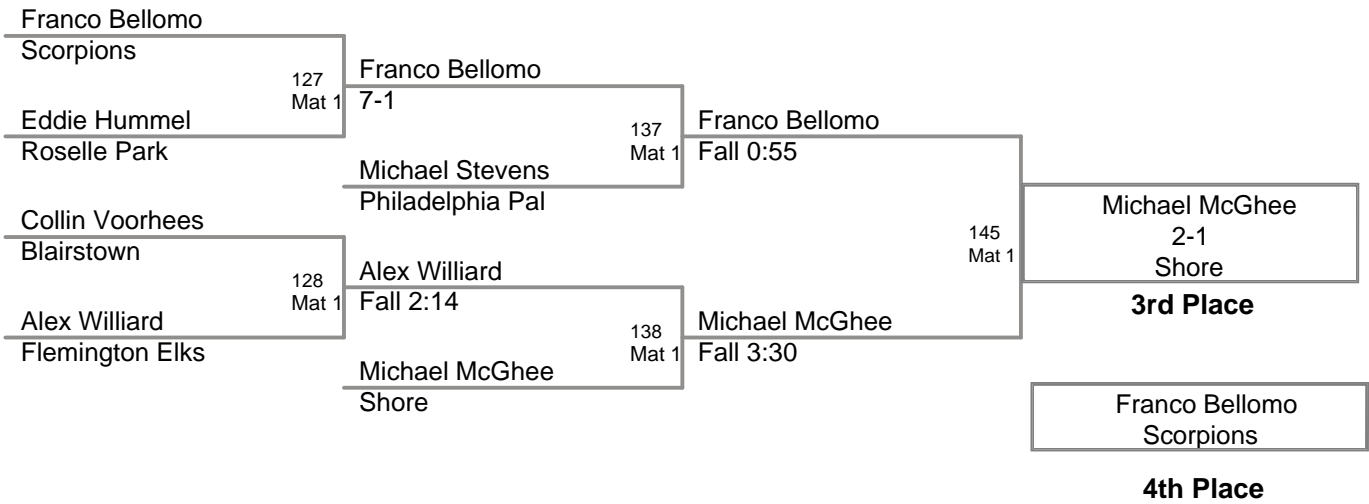 Franco Bellomo
Scorpions
127
Mat 1
Eddie Hummel
Roselle Park
Franco Bellomo
7-1
137
Mat 1
Michael Stevens
Philadelphia Pal
Collin Voorhees
Blairstown
128
Mat 1
Alex Williard
Flemington Elks
Alex Williard
Fall 2:14
138
Mat 1
Michael McGhee
Shore
Franco Bellomo
Fall 0:55
145
Mat 1
Michael McGhee
Fall 3:30
Michael McGhee
2-1
Shore
3rd Place
Franco Bellomo
Scorpions
4th Place